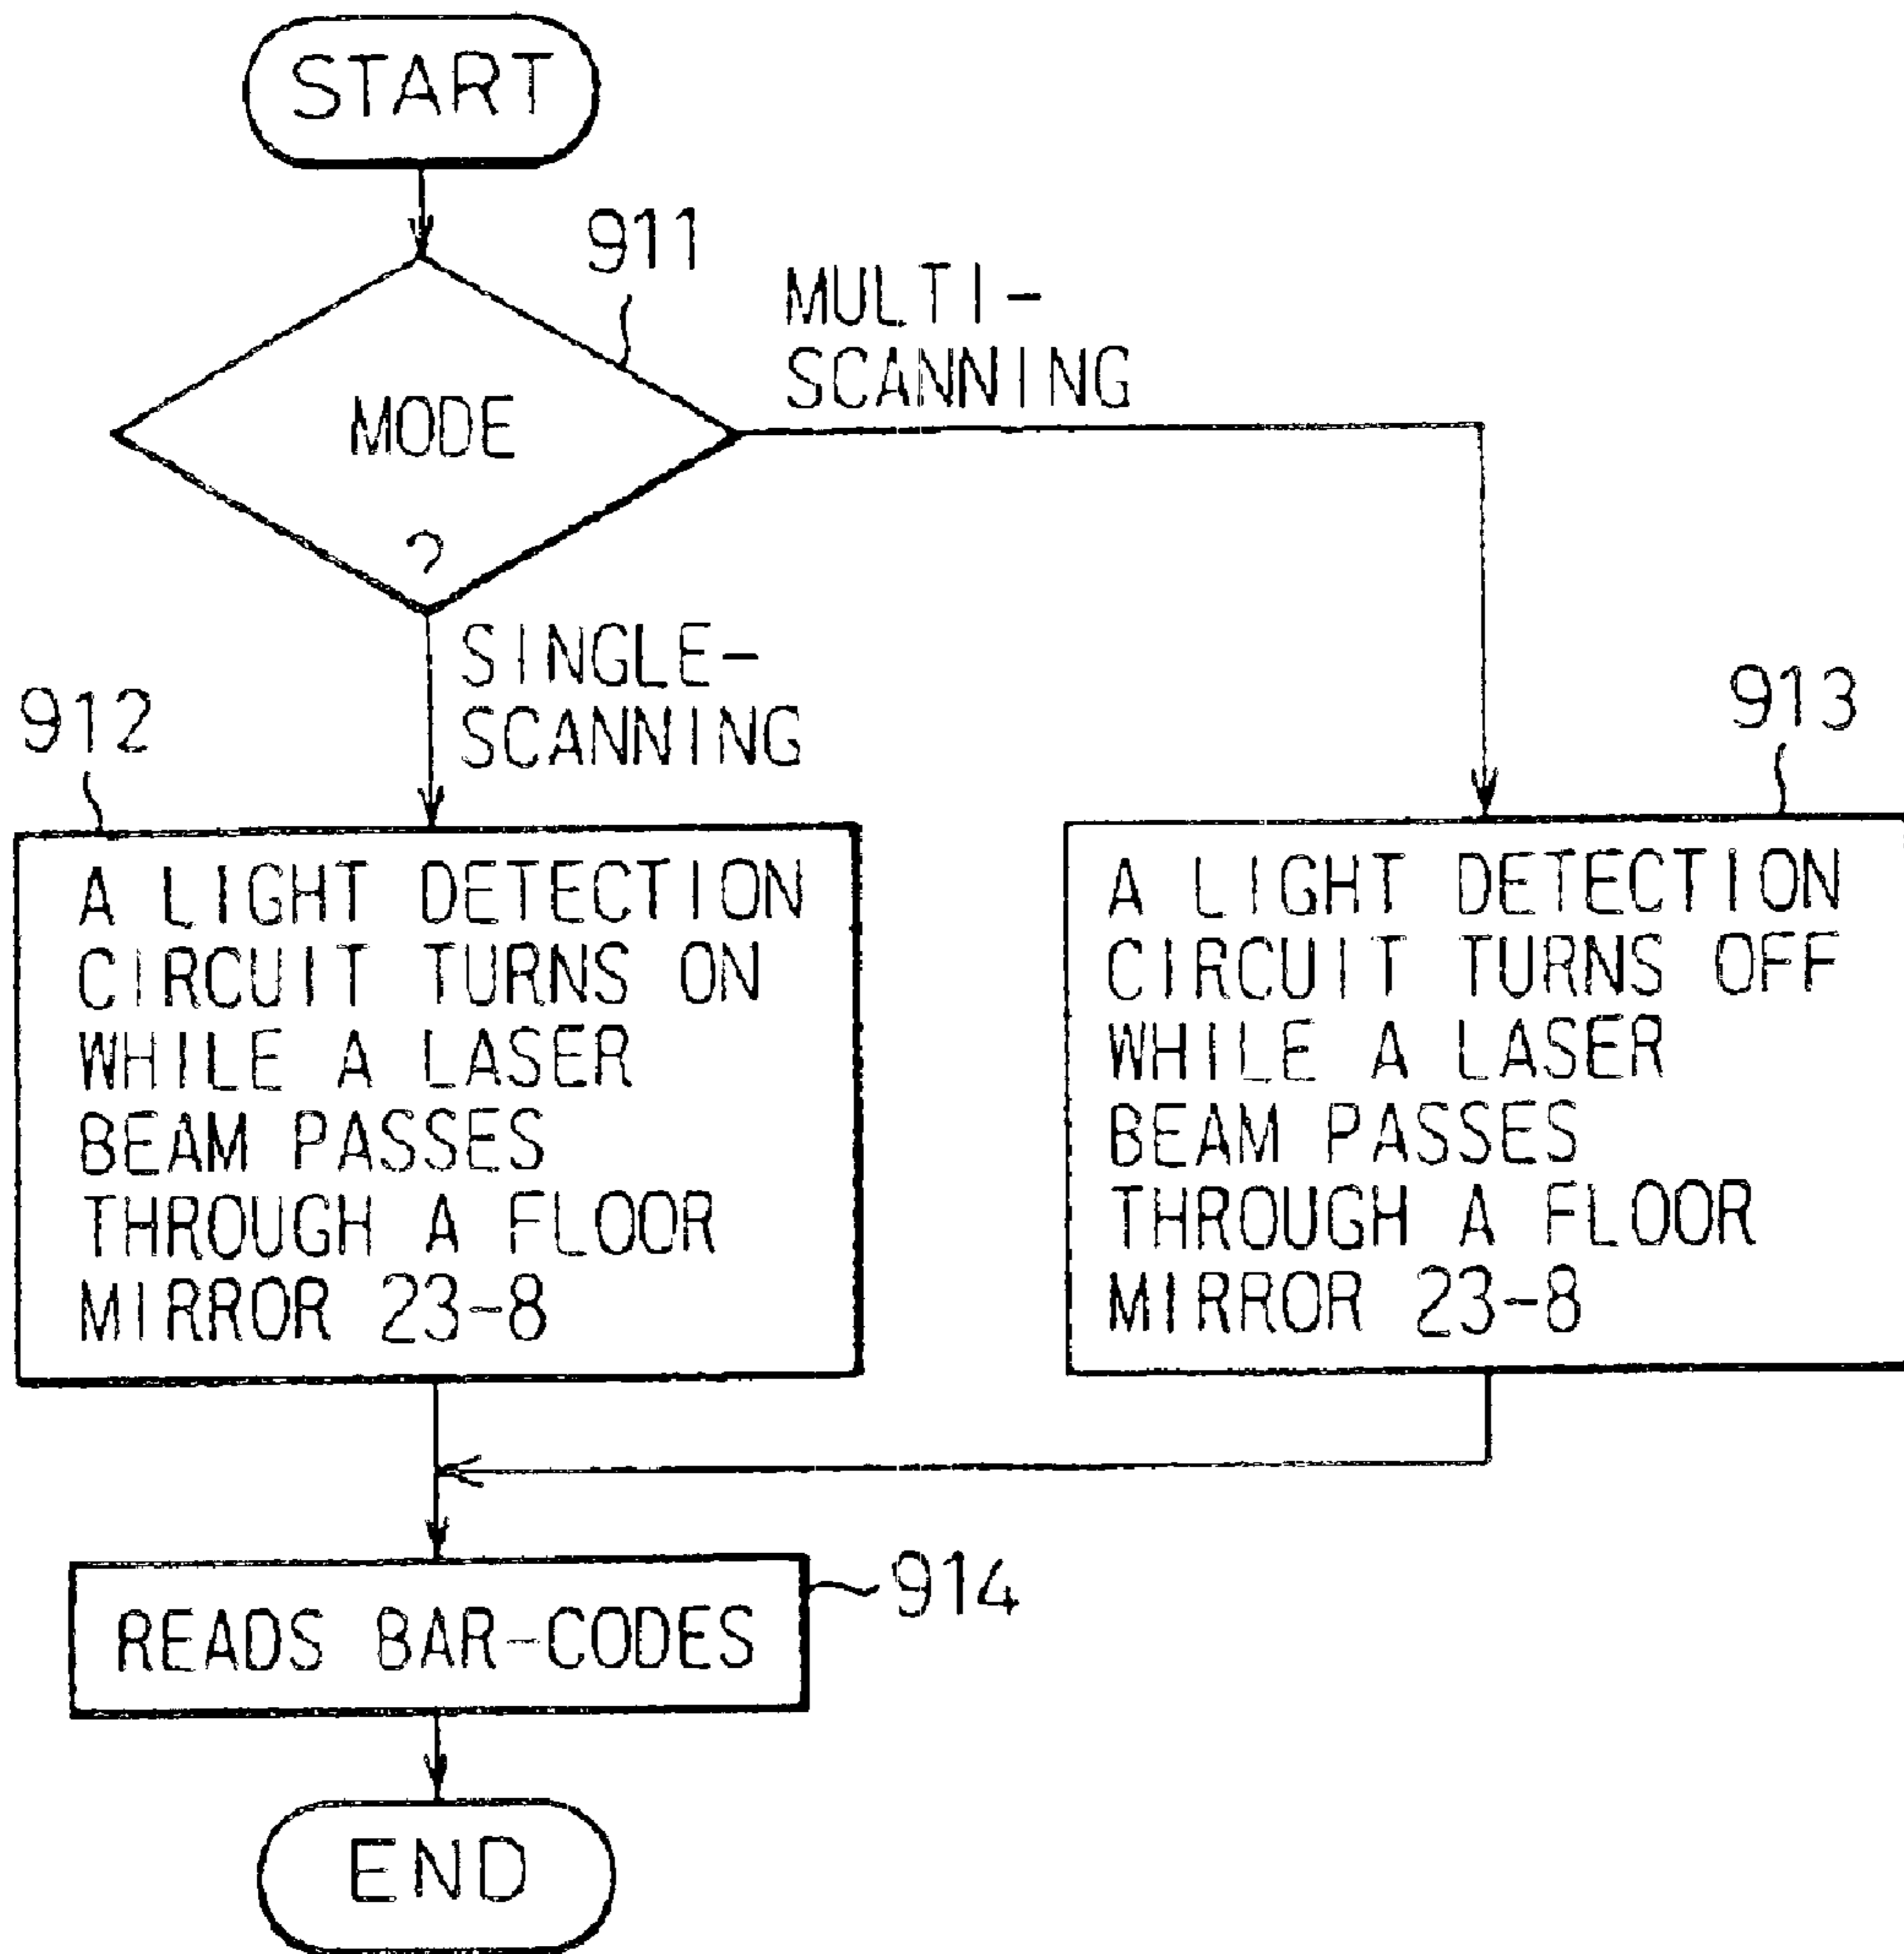 START
911
MULTI-
SCANNING
MODE
?
SINGLE-
SCANNING
912
A LIGHT DETECTION
CIRCUIT TURNS ON
WHILE A LASER
BEAM PASSES
THROUGH A FLOOR
MIRROR 23-8
913
A LIGHT DETECTION
CIRCUIT TURNS OFF
WHILE A LASER
BEAM PASSES
THROUGH A FLOOR
MIRROR 23-8
READS BAR-CODES
914
END